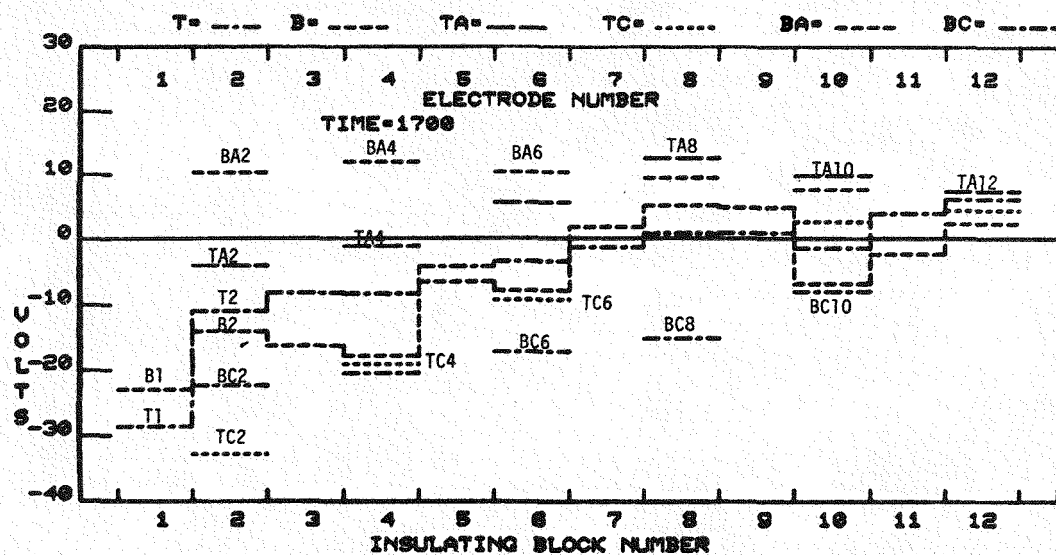 T= B= TA= TC= BA= BC=
30
1 2 3 4 5 6 7 8 9 10 11 12
ELECTRODE NUMBER
20
TIME=1700
BA2 BA4 BA6 TA8
10
TA10
TA12
0
TA4
TA2
-10
T2
TC6
BC10
B2
BC6 BC8
TC4
-20
B1 BC2
T1
-30
TC2
-40
VOLTS
1 2 3 4 5 6 7 8 9 10 11 12
INSULATING BLOCK NUMBER